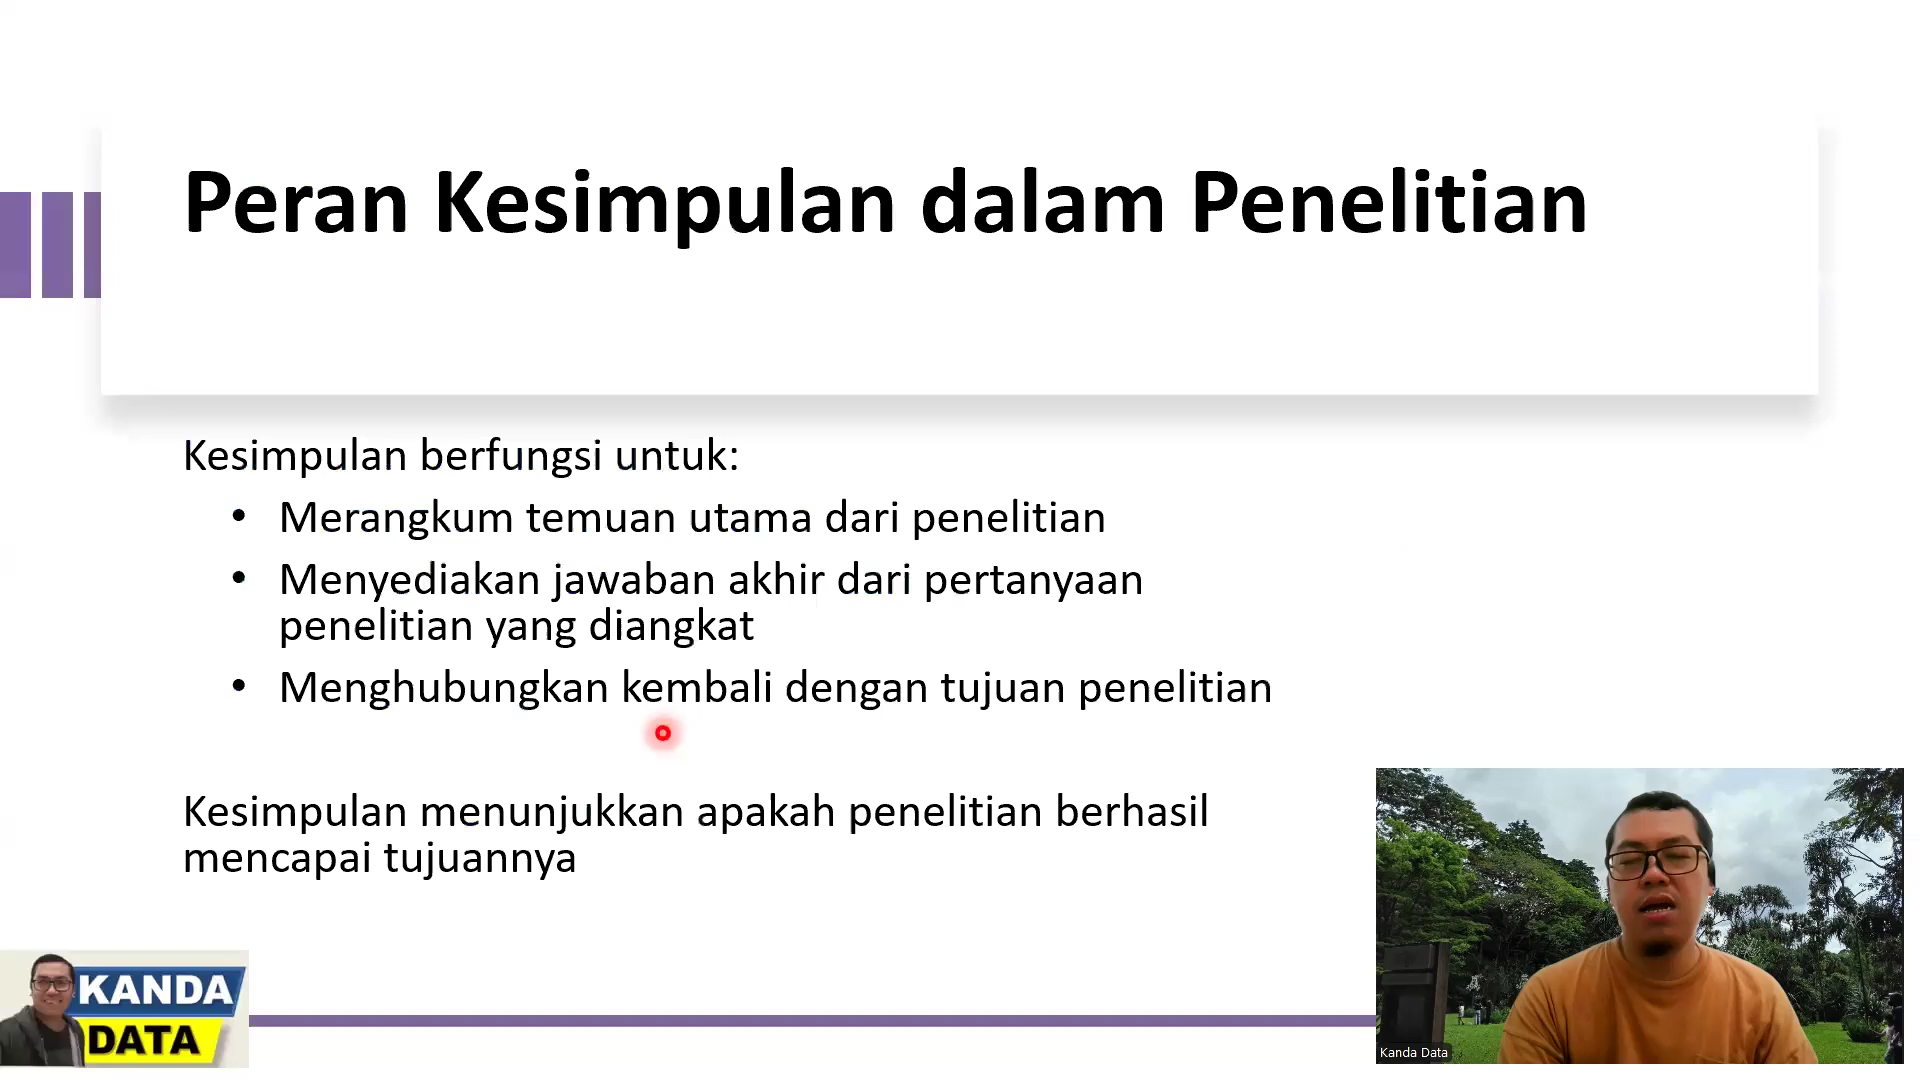 Peran Kesimpulan dalam Penelitian
Kesimpulan berfungsi untuk:
• Merangkum temuan utama dari penelitian
• Menyediakan jawaban akhir dari pertanyaan
penelitian yang diangkat
• Menghubungkan kembali dengan tujuan penelitian
Kesimpulan menunjukkan apakah penelitian berhasil
mencapai tujuannya
KANDA
DATA
Kanda Data